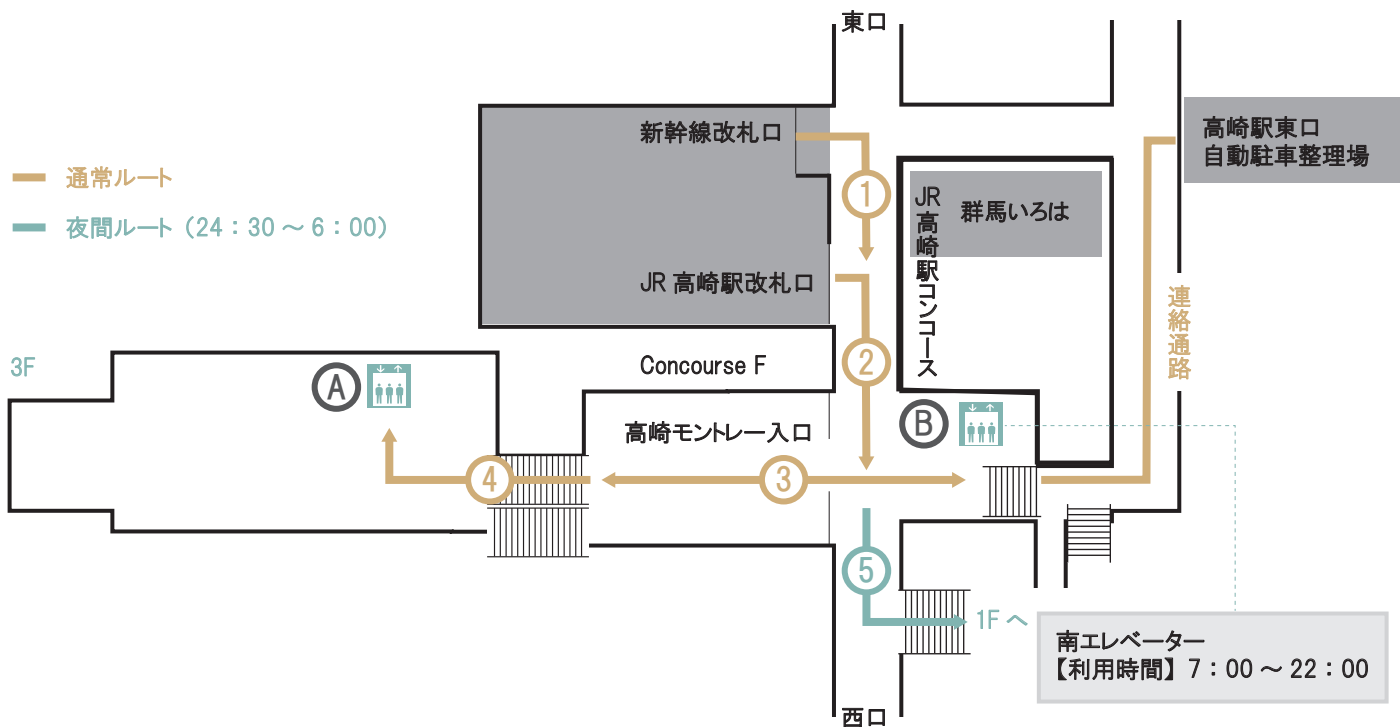 東口
新幹線改札口
高崎駅東口
自動駐車整理場
通常ルート
夜間ルート（24：30～6：00）
1
JR高崎駅コンコース
群馬いろは
JR 高崎駅改札口
連絡通路
3F
Concourse F
2
A
B
高崎モントレー入口
4
3
5
1F へ
南エレベーター
【利用時間】7：00～22：00
西口